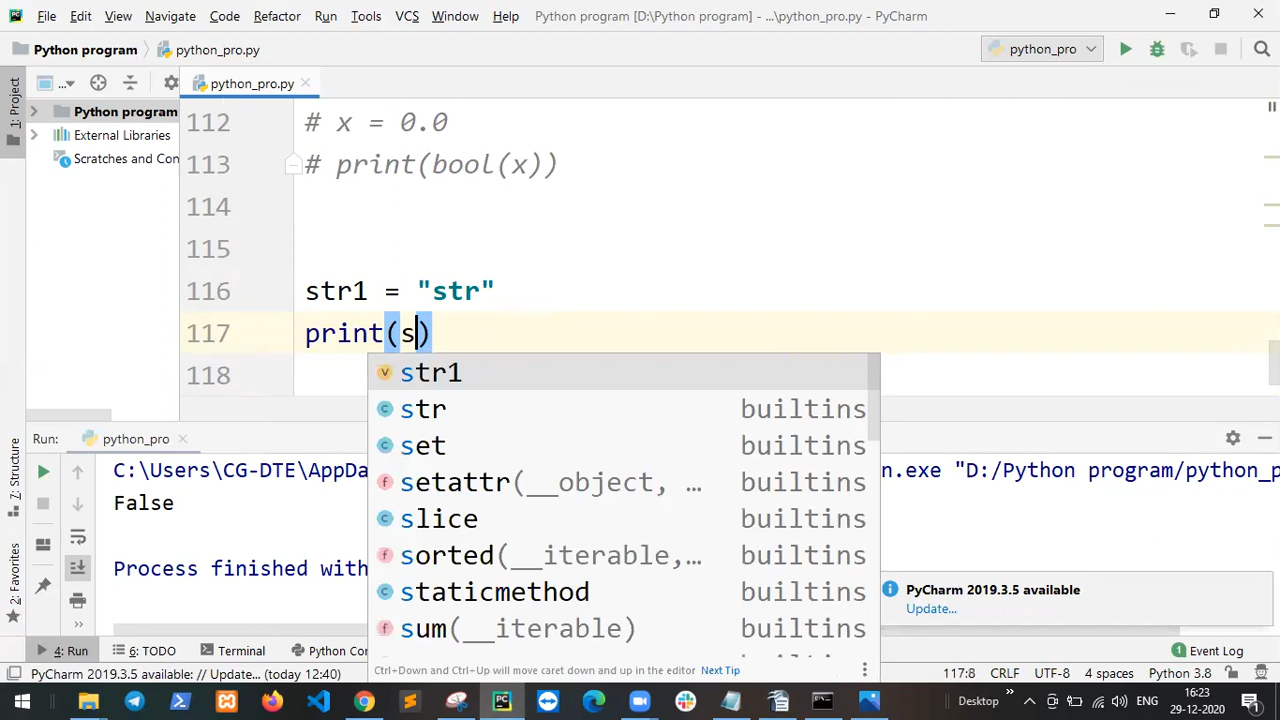 File Edit View Navigate Code Refactor Run Tools VCS Window Help Python program [D:\Python program] - ...\python_pro.py - PyCharm
Python program python_pro.py python_pro
1: Project ... python_pro.py
Python program
External Libraries
Scratches and Con
112 # x = 0.0
113 # print(bool(x))
114
115
116 str1 = "str"
117 print(s)
118
str1
str builtins
set builtins
setattr(__object, … builtins
slice builtins
sorted(__iterable,… builtins
staticmethod builtins
sum(__iterable) builtins
Ctrl+Down and Ctrl+Up will move caret down and up in the editor Next Tip
Run: python_pro
C:\Users\CG-DTE\AppDa n.exe "D:/Python program/python_p
False
Process finished with
Z: Structure
2: Favorites
PyCharm 2019.3.5 available
Update...
4: Run 6: TODO Terminal Python Con 1 Event Log
PyCharm 2019.3.5 available: // Update... (today 12:40) 117:8 CRLF UTF-8 4 spaces Python 3.8
Desktop ENG 16:23
29-12-2020 1